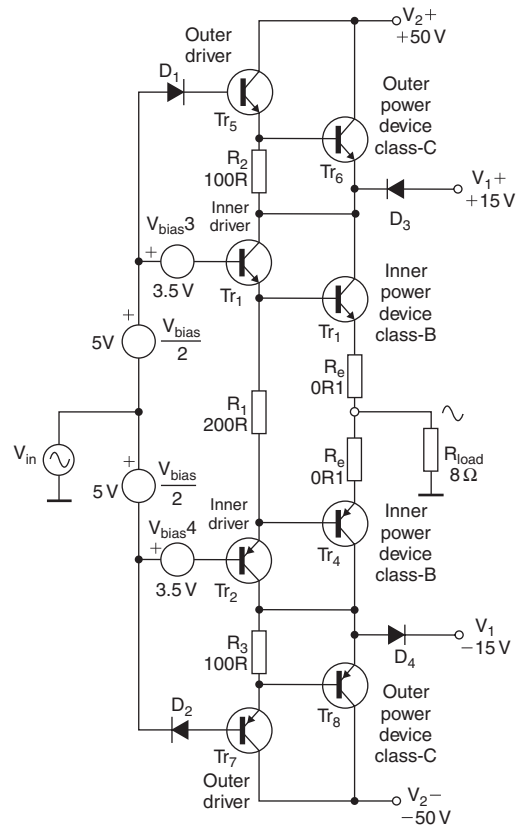 Outer
driver
V2+
+50 V
D1
Tr5
Outer
power
device
class-C
Tr6
R2
100R
V1+
+15 V
D3
Inner
driver
Vbias3
+
3.5 V
Tr1
Tr1
Inner
power
device
class-B
+
5V
Vbias
2
Re
0R1
R1
200R
Vin
Re
0R1
Rload
8 Ω
+
5 V
Vbias
2
Inner
driver
Vbias4
+
3.5 V
Tr2
Tr4
Inner
power
device
class-B
R3
100R
V1
−15 V
D4
D2
Tr7
Tr8
Outer
power
device
class-C
Outer
driver
V2−
−50 V